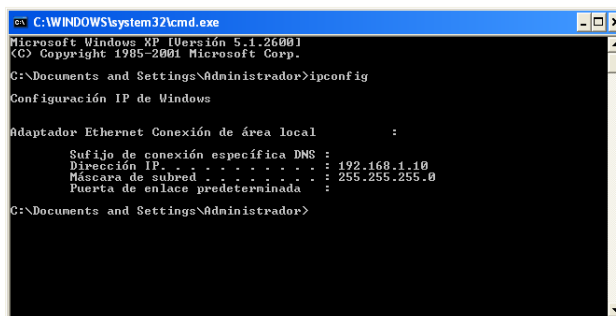 C:\WINDOWS\system32\cmd.exe
Microsoft Windows XP [Versión 5.1.2600]
(C) Copyright 1985-2001 Microsoft Corp.
C:\Documents and Settings\Administrador>ipconfig
Configuración IP de Windows
Adaptador Ethernet Conexión de área local :
Sufijo de conexión específica DNS :
Dirección IP. . . . . . . . . . . : 192.168.1.10
Máscara de subred . . . . . . . . : 255.255.255.0
Puerta de enlace predeterminada :
C:\Documents and Settings\Administrador>